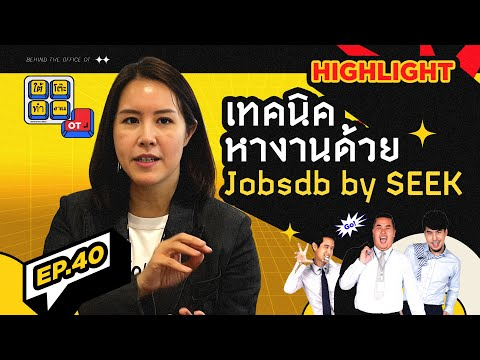 BEHIND THE OFFICE OT
HIGHLIGHT
ใต้
โต๊ะ
ทำ
งาน
OT
เทคนิค
หางานด้วย
Jobsdb by SEEK
GO!
EP.40